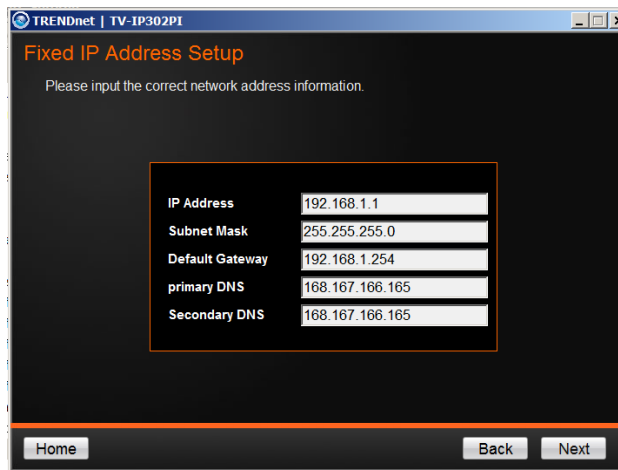 TRENDnet | TV-IP302PI
Fixed IP Address Setup
Please input the correct network address information.
IP Address 192.168.1.1
Subnet Mask 255.255.255.0
Default Gateway 192.168.1.254
primary DNS 168.167.166.165
Secondary DNS 168.167.166.165
Home Back Next